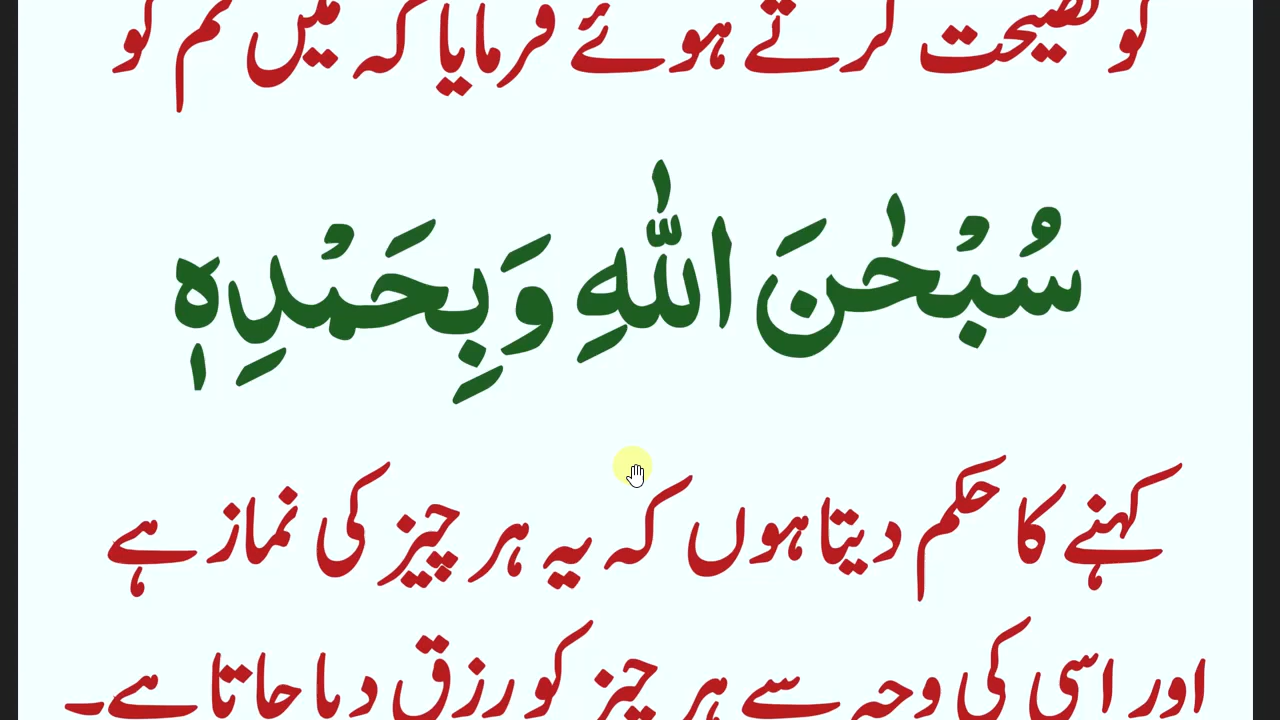 کو نصیحت کرتے ہوئے فرمایا کہ میں تم کو
سُبْحٰنَ اللّٰهِ وَبِحَمْدِهٖ
کہنے کا حکم دیتا ہوں کہ یہ ہر چیز کی نماز ہے
اور اسی کی وجہ سے ہر چیز کو رزق دیا جاتا ہے۔